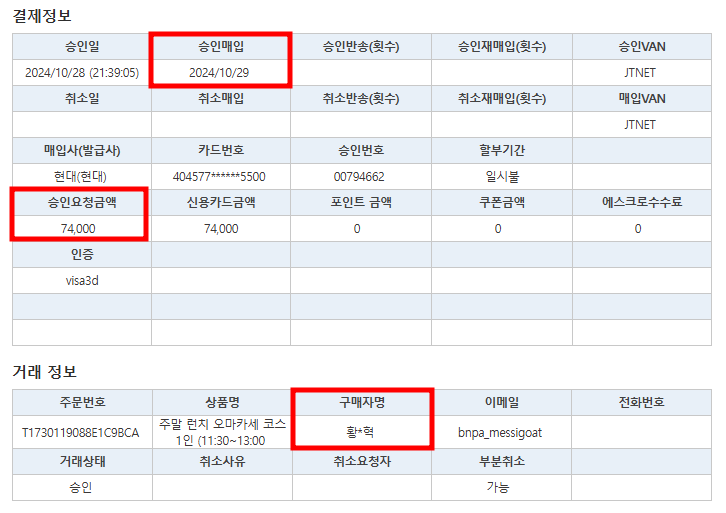 결제정보
승인일 승인매입 승인반송(횟수) 승인재매입(횟수) 승인VAN
2024/10/28 (21:39:05) 2024/10/29 JTNET
취소일 취소매입 취소반송(횟수) 취소재매입(횟수) 매입VAN
JTNET
매입사(발급사) 카드번호 승인번호 할부기간
현대(현대) 404577******5500 00794662 일시불
승인요청금액 신용카드금액 포인트 금액 쿠폰금액 에스크로수수료
74,000 74,000 0 0 0
인증
visa3d
거래 정보
주문번호 상품명 구매자명 이메일 전화번호
T1730119088E1C9BCA 주말 런치 오마카세 코스 황*혁 bnpa_messigoat
1인 (11:30~13:00
거래상태 취소사유 취소요청자 부분취소
승인 가능